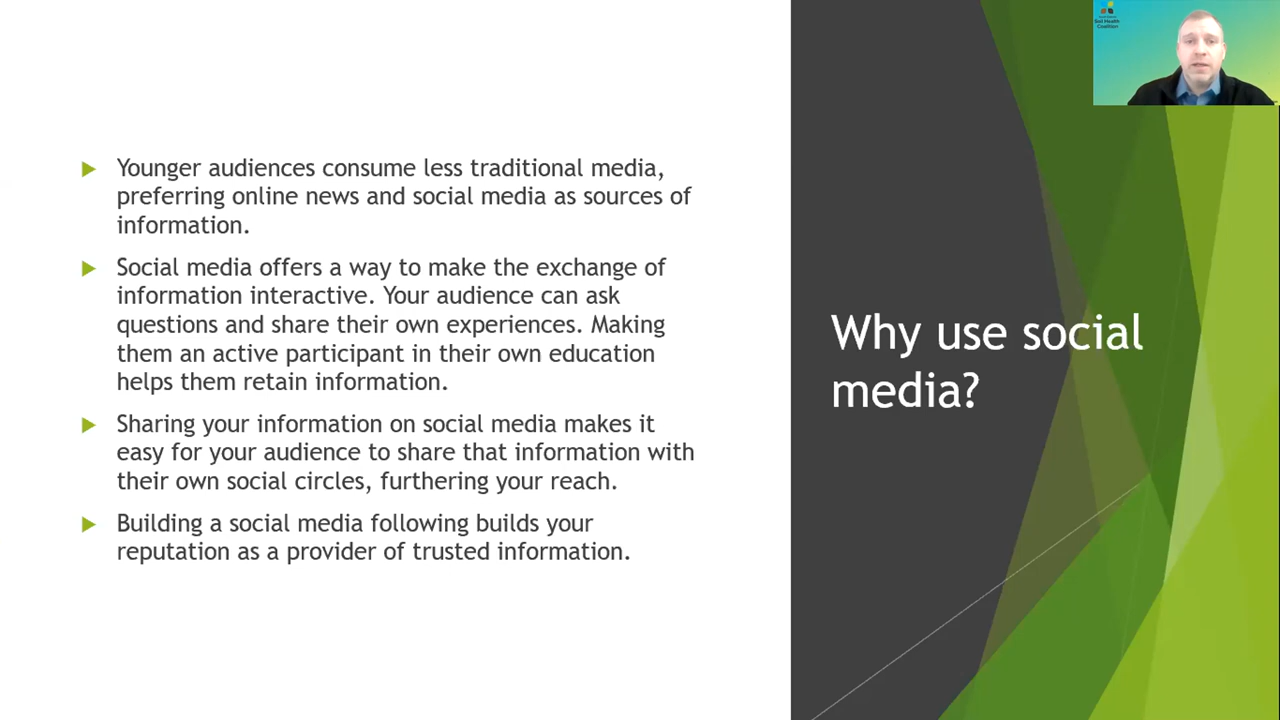 Younger audiences consume less traditional media,
preferring online news and social media as sources of
information.
Social media offers a way to make the exchange of
information interactive. Your audience can ask
questions and share their own experiences. Making
them an active participant in their own education
helps them retain information.
Sharing your information on social media makes it
easy for your audience to share that information with
their own social circles, furthering your reach.
Building a social media following builds your
reputation as a provider of trusted information.
Why use social
media?
Soil Health
Coalition